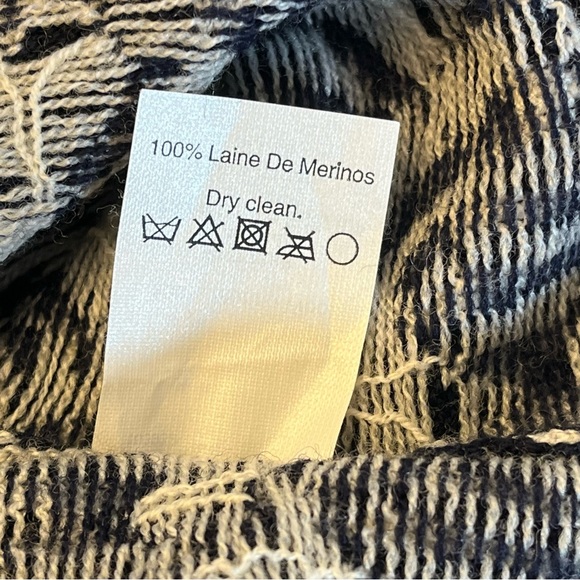 100% Laine De Merinos
Dry clean.